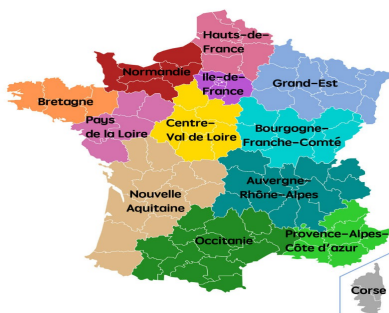 Hauts-de-
France
Normandie
Ile-de-
France
Grand-Est
Bretagne
Pays
de la Loire
Centre-
Val de Loire
Bourgogne-
Franche-Comté
Auvergne-
Rhône-Alpes
Nouvelle
Aquitaine
Provence-Alpes-
Côte d'azur
Occitanie
Corse